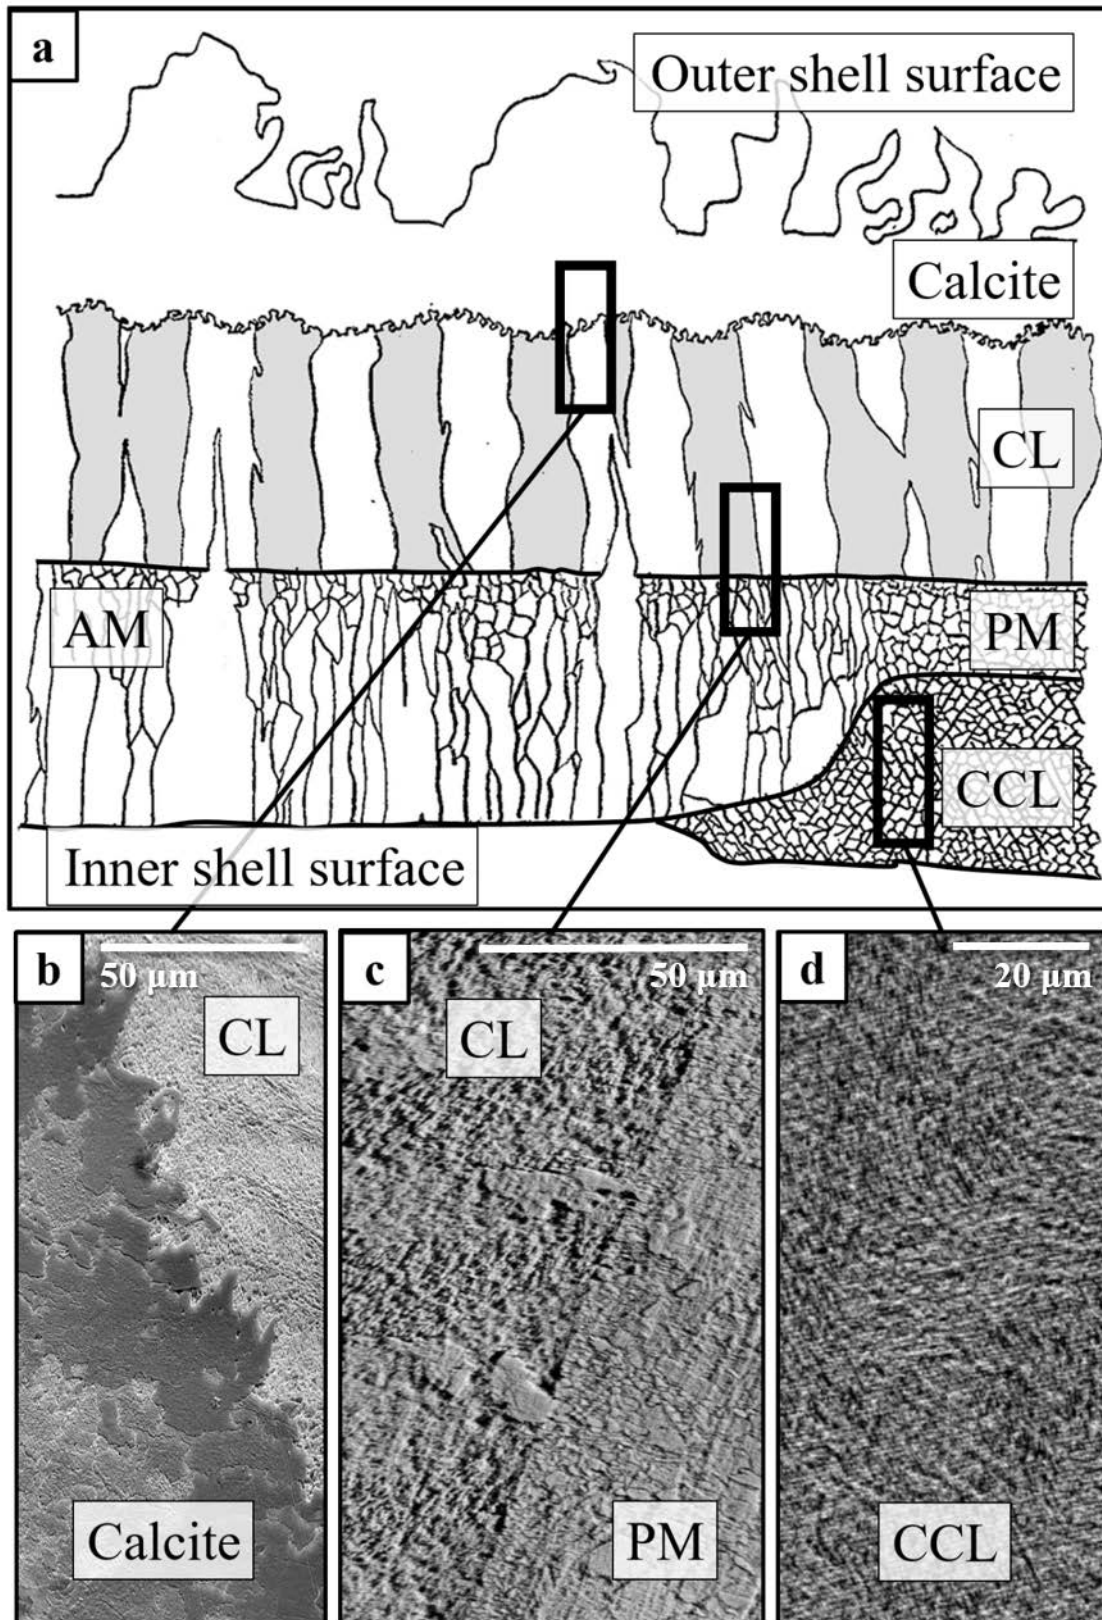 a
Outer shell surface
Calcite
CL
AM
PM
CCL
Inner shell surface
b
50 µm
CL
Calcite
c
50 µm
CL
PM
d
20 µm
CCL